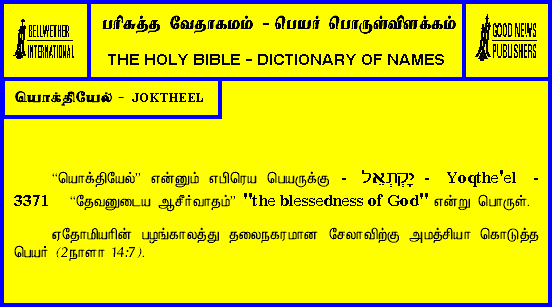 BELLWETHER
INTERNATIONAL
பரிசுத்த வேதாகமம் - பெயர் பொருள்விளக்கம்
THE HOLY BIBLE - DICTIONARY OF NAMES
GOOD NEWS
PUBLISHERS
யொக்தியேல் - JOKTHEEL
“யொக்தியேல்” என்னும் எபிரெய பெயருக்கு - יָקְתְאֵל - Yoqthe'el -
3371 “தேவனுடைய ஆசீர்வாதம்” "the blessedness of God" என்று பொருள்.
ஏதோமியரின் பழங்காலத்து தலைநகரமான சேலாவிற்கு அமத்சியா கொடுத்த
பெயர் (2நாளா 14:7).